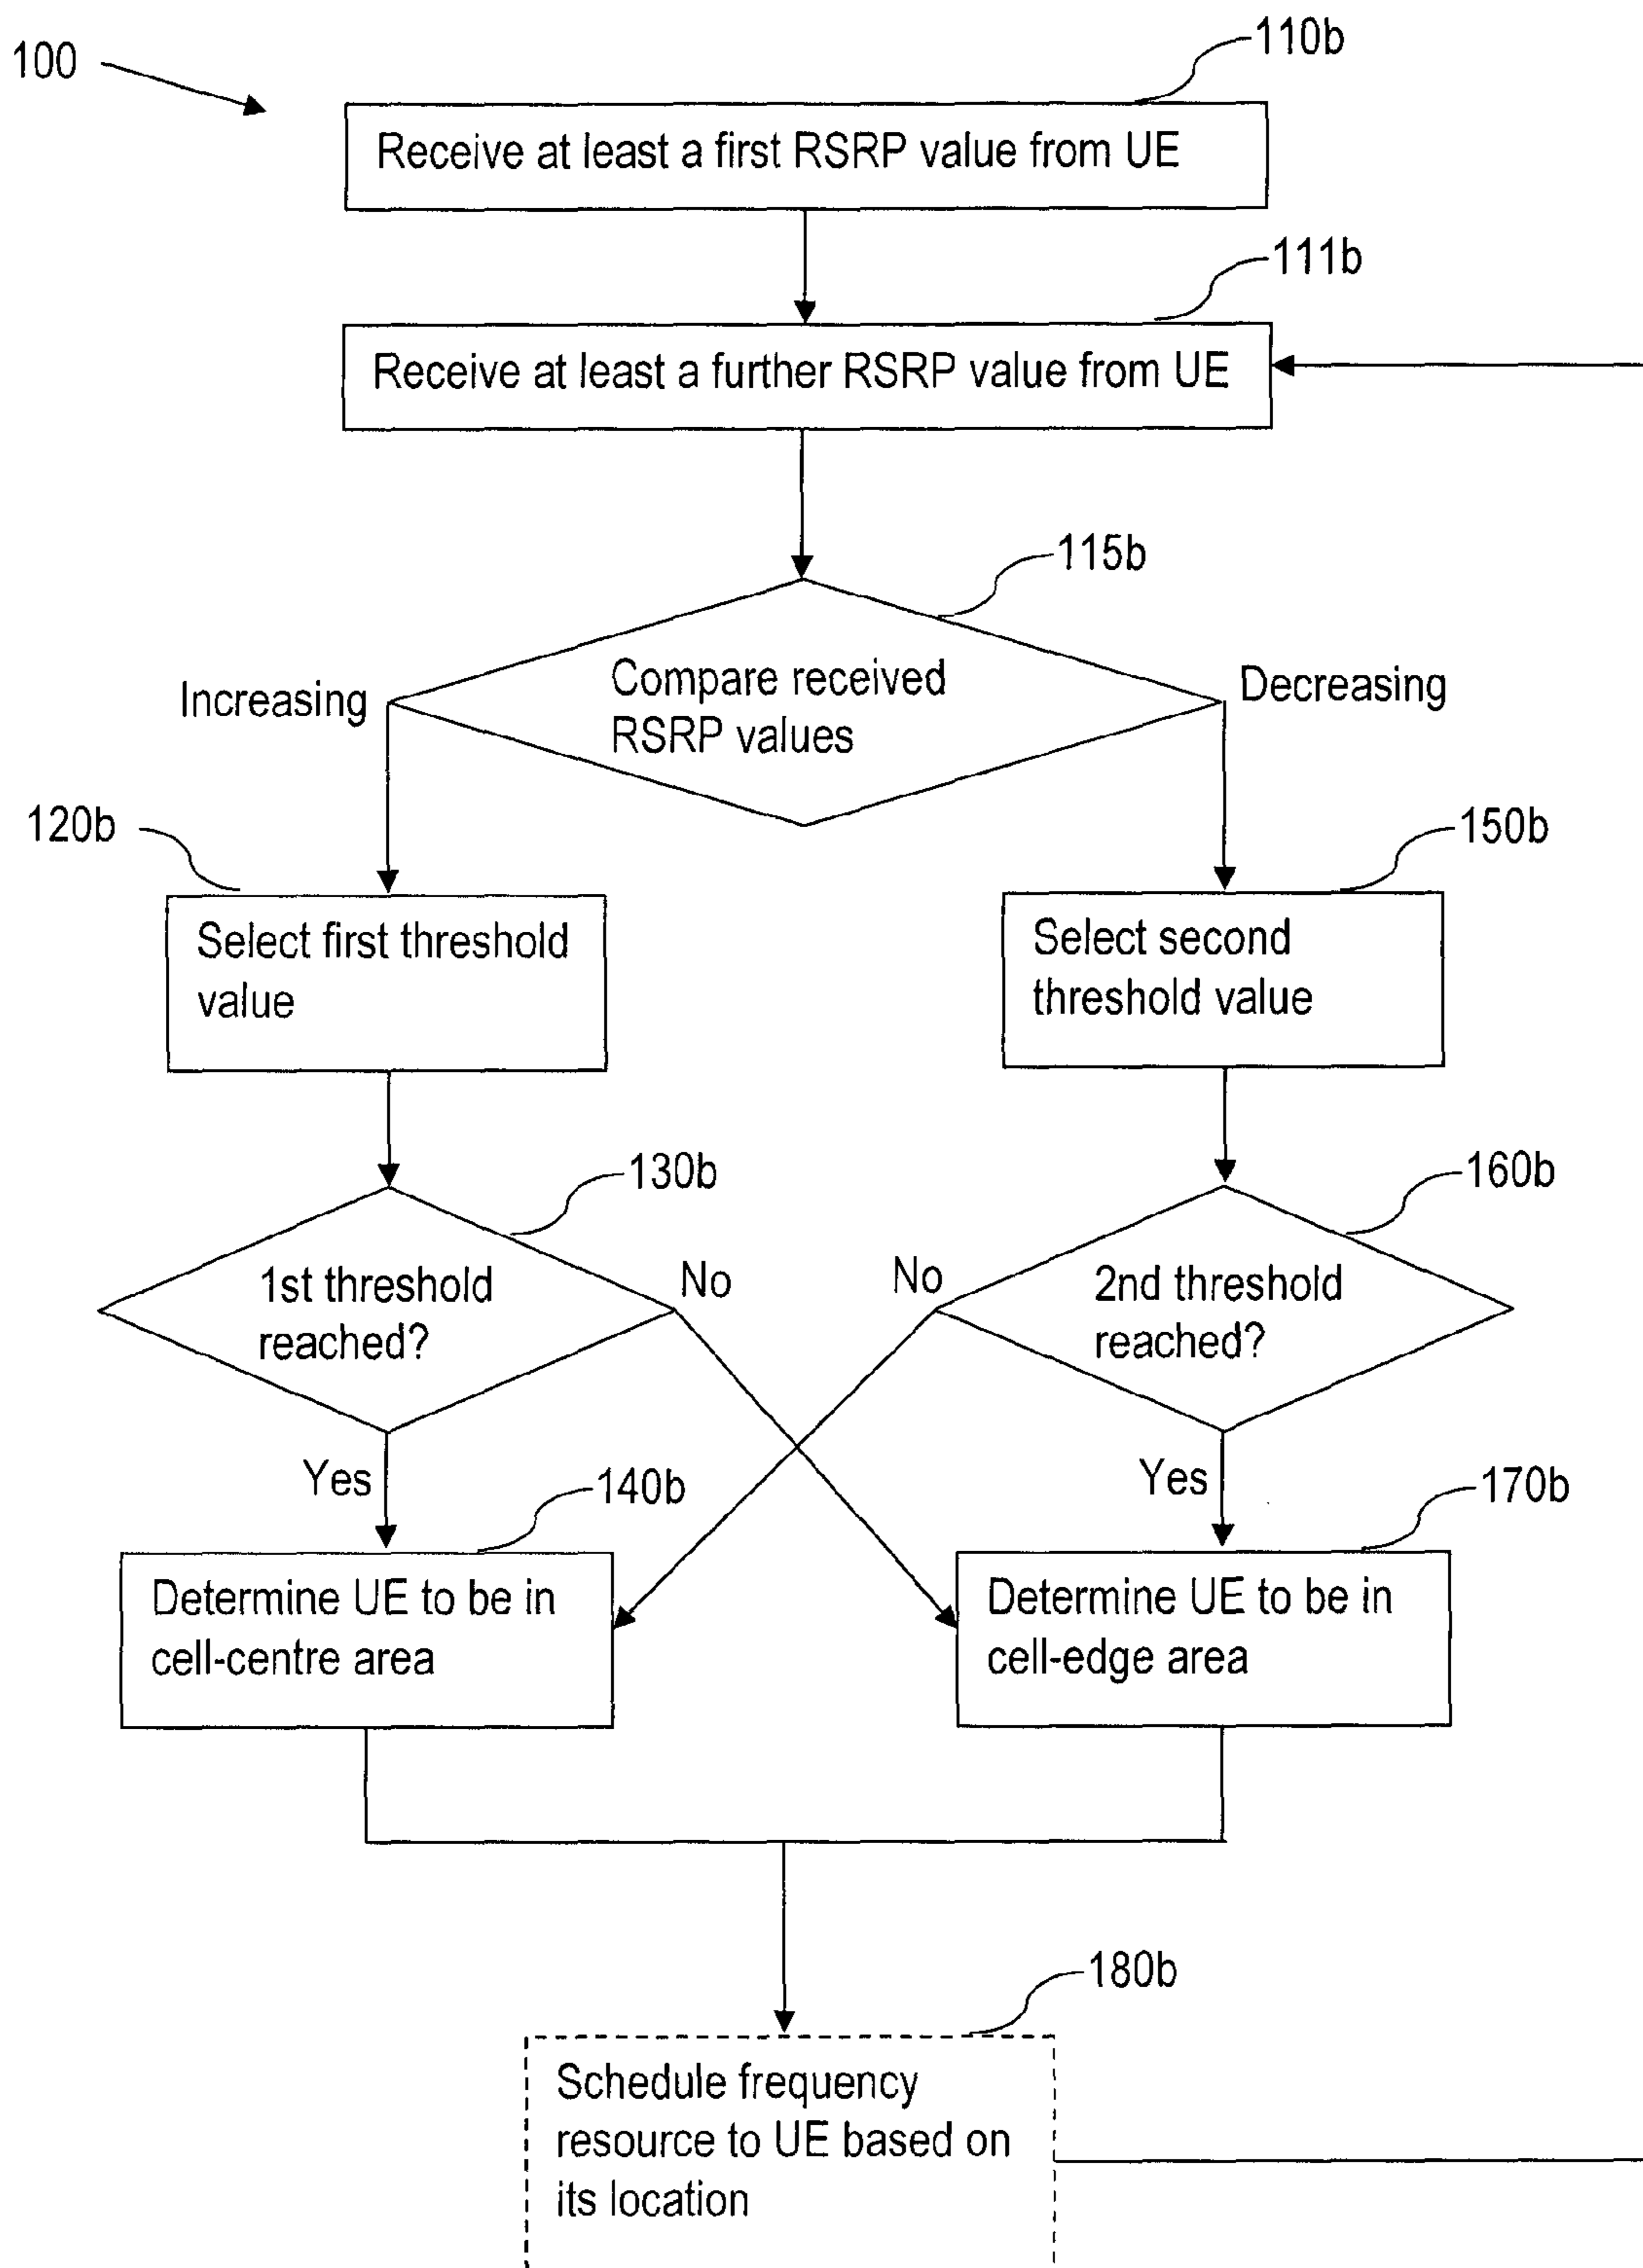 110b
100
Receive at least a first RSRP value from UE
111b
Receive at least a further RSRP value from UE
115b
Increasing
Compare received
RSRP values
Decreasing
120b
150b
Select first threshold
value
Select second
threshold value
130b
160b
1st threshold
reached?
No
No
2nd threshold
reached?
Yes
140b
Yes
170b
Determine UE to be in
cell-centre area
Determine UE to be in
cell-edge area
180b
Schedule frequency
resource to UE based on
its location